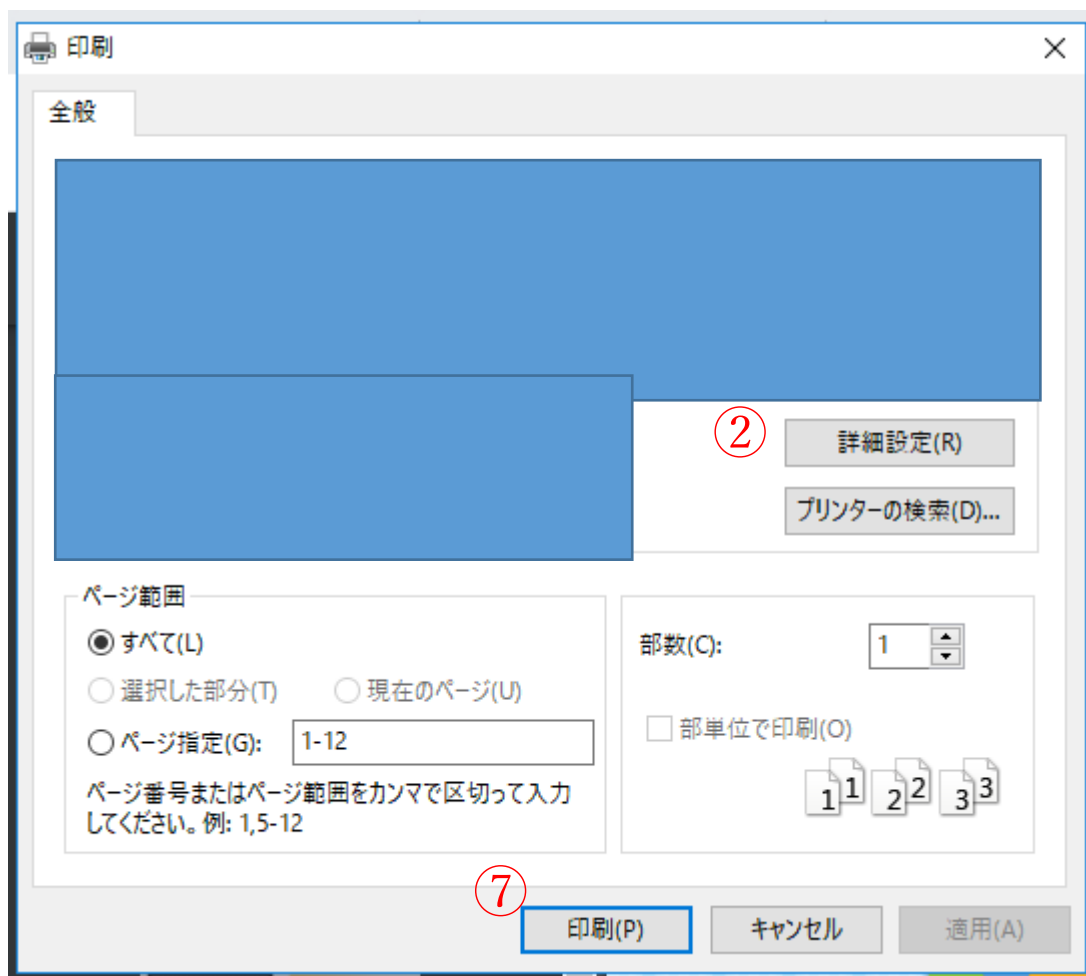 印刷
全般
②
詳細設定(R)
プリンターの検索(D)...
ページ範囲
すべて(L)
選択した部分(T) 現在のページ(U)
ページ指定(G): 1-12
ページ番号またはページ範囲をカンマで区切って入力
してください。例: 1,5-12
部数(C): 1
部単位で印刷(O)
1 1 2 2 3 3
⑦
印刷(P) キャンセル 適用(A)